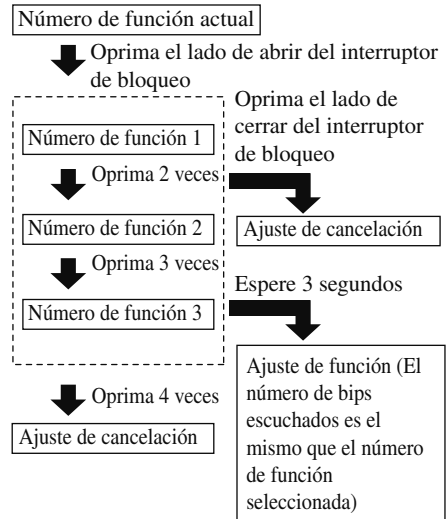 Número de función actual
Oprima el lado de abrir del interruptor
de bloqueo
Oprima el lado de
cerrar del interruptor
de bloqueo
Número de función 1
Oprima 2 veces
Número de función 2
Ajuste de cancelación
Oprima 3 veces
Espere 3 segundos
Número de función 3
Ajuste de función (El
número de bips
escuchados es el
mismo que el número
de función
seleccionada)
Oprima 4 veces
Ajuste de cancelación